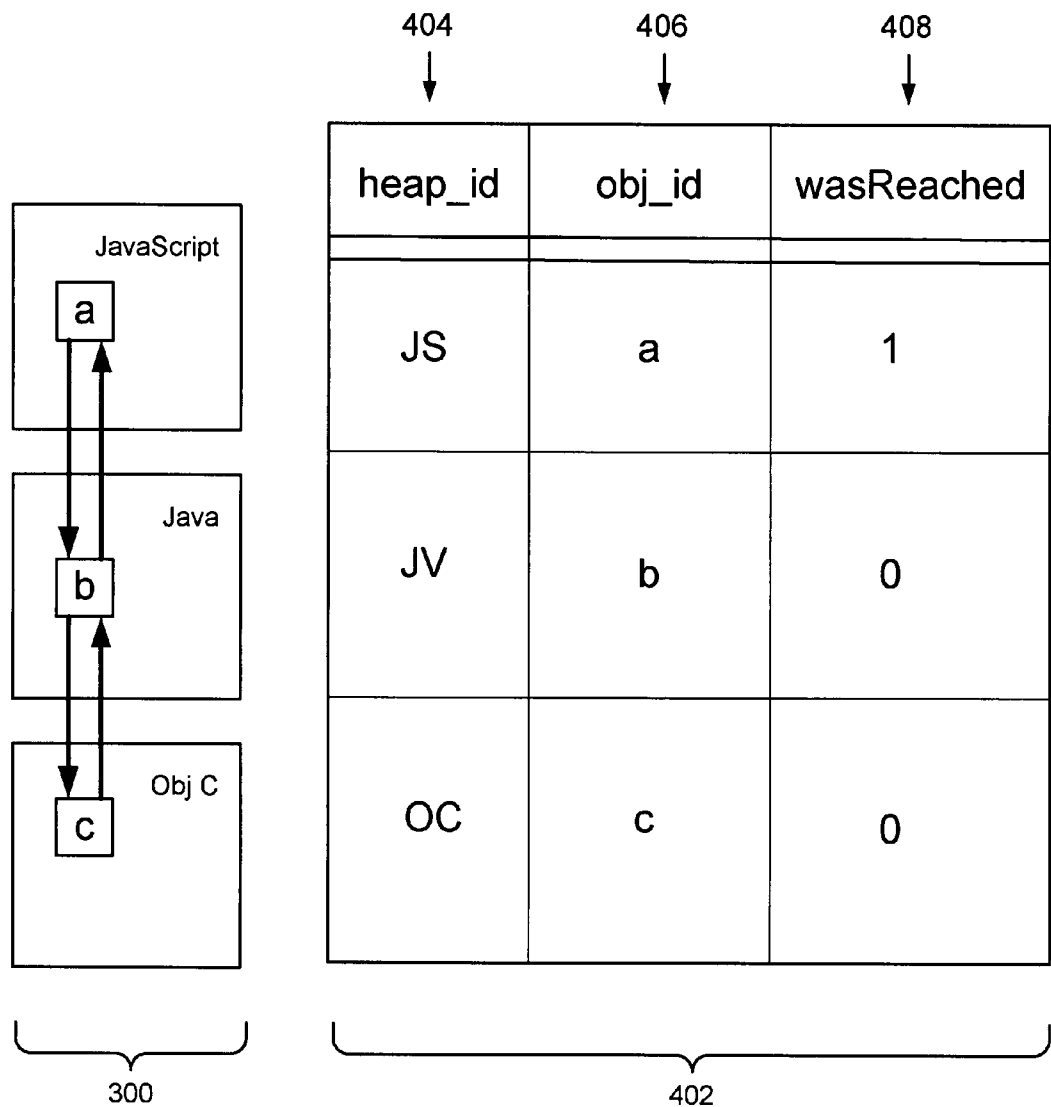 404 406 408
heap_id obj_id wasReached
JavaScript
a
JS a 1
Java
b
JV b 0
Obj C
c
OC c 0
300 402